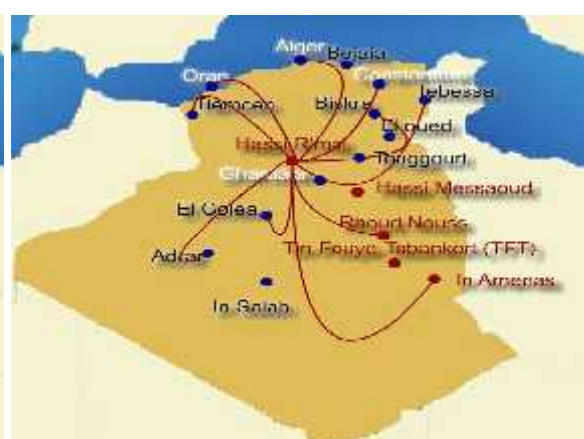 Alger
Bejaia
Oran
Constantine
Tebessa
Tlemcen
Biskra
El oued
Hassi R'mel
Touggourt
Ghardaia
Hassi Messaoud
El Golea
Rhourd Nouss
Adrar
Tin Fouye Tabankort (TFT)
In Amenas
In Salah